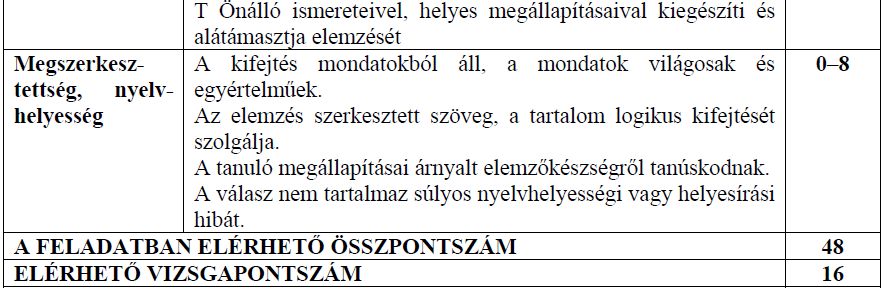 T Önálló ismereteivel, helyes megállapításaival kiegészíti és
alátámasztja elemzését
Megszerkesz-
tettség, nyelv-
helyesség
A kifejtés mondatokból áll, a mondatok világosak és
egyértelműek.
Az elemzés szerkesztett szöveg, a tartalom logikus kifejtését
szolgálja.
A tanuló megállapításai árnyalt elemzőkészségről tanúskodnak.
A válasz nem tartalmaz súlyos nyelvhelyességi vagy helyesírási
hibát.
0–8
A FELADATBAN ELÉRHETŐ ÖSSZPONTSZÁM 48
ELÉRHETŐ VIZSGAPONTSZÁM 16